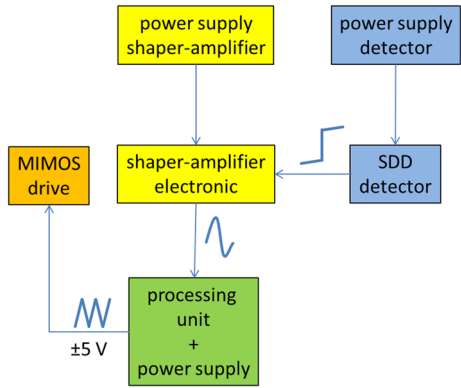 power supply
shaper-amplifier
power supply
detector
MIMOS
drive
shaper-amplifier
electronic
SDD
detector
processing
unit
+
power supply
±5 V